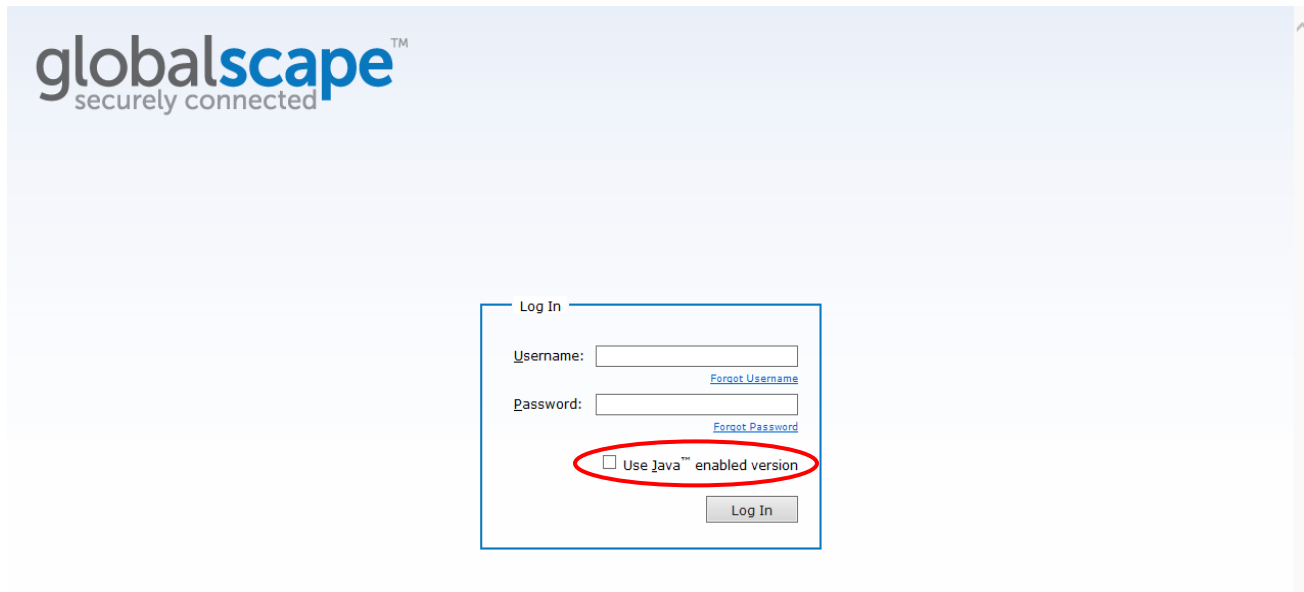 globalscape™
securely connected
Log In
Username:
Forgot Username
Password:
Forgot Password
Use Java™ enabled version
Log In